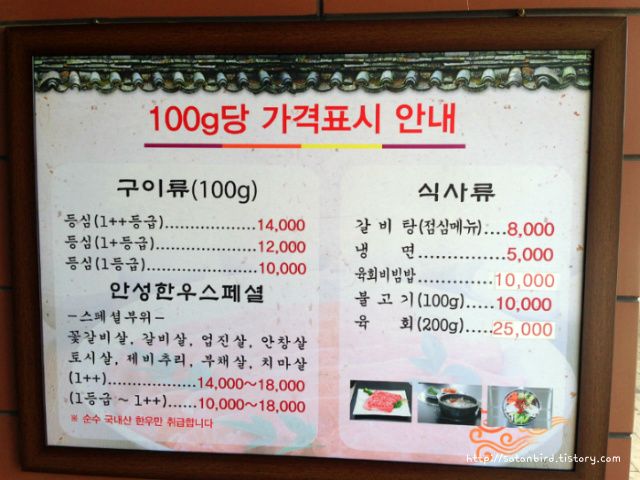 100g당 가격표시 안내
구이류(100g)
등심(1++등급)..................14,000
등심(1+등급)....................12,000
등심(1등급)......................10,000
안성한우스페셜
-스페셜부위-
꽃갈비살, 갈비살, 업진살, 안창살
토시살, 제비추리, 부채살, 치마살
(1++)..................14,000~18,000
(1등급 ~ 1++).......10,000~18,000
※ 순수 국내산 한우만 취급합니다
식사류
갈 비 탕(점심메뉴)....8,000
냉 면......................5,000
육회비빔밥..............10,000
불 고 기 (100g)......10,000
육 회 (200g)......25,000
http://satanbird.tistory.com